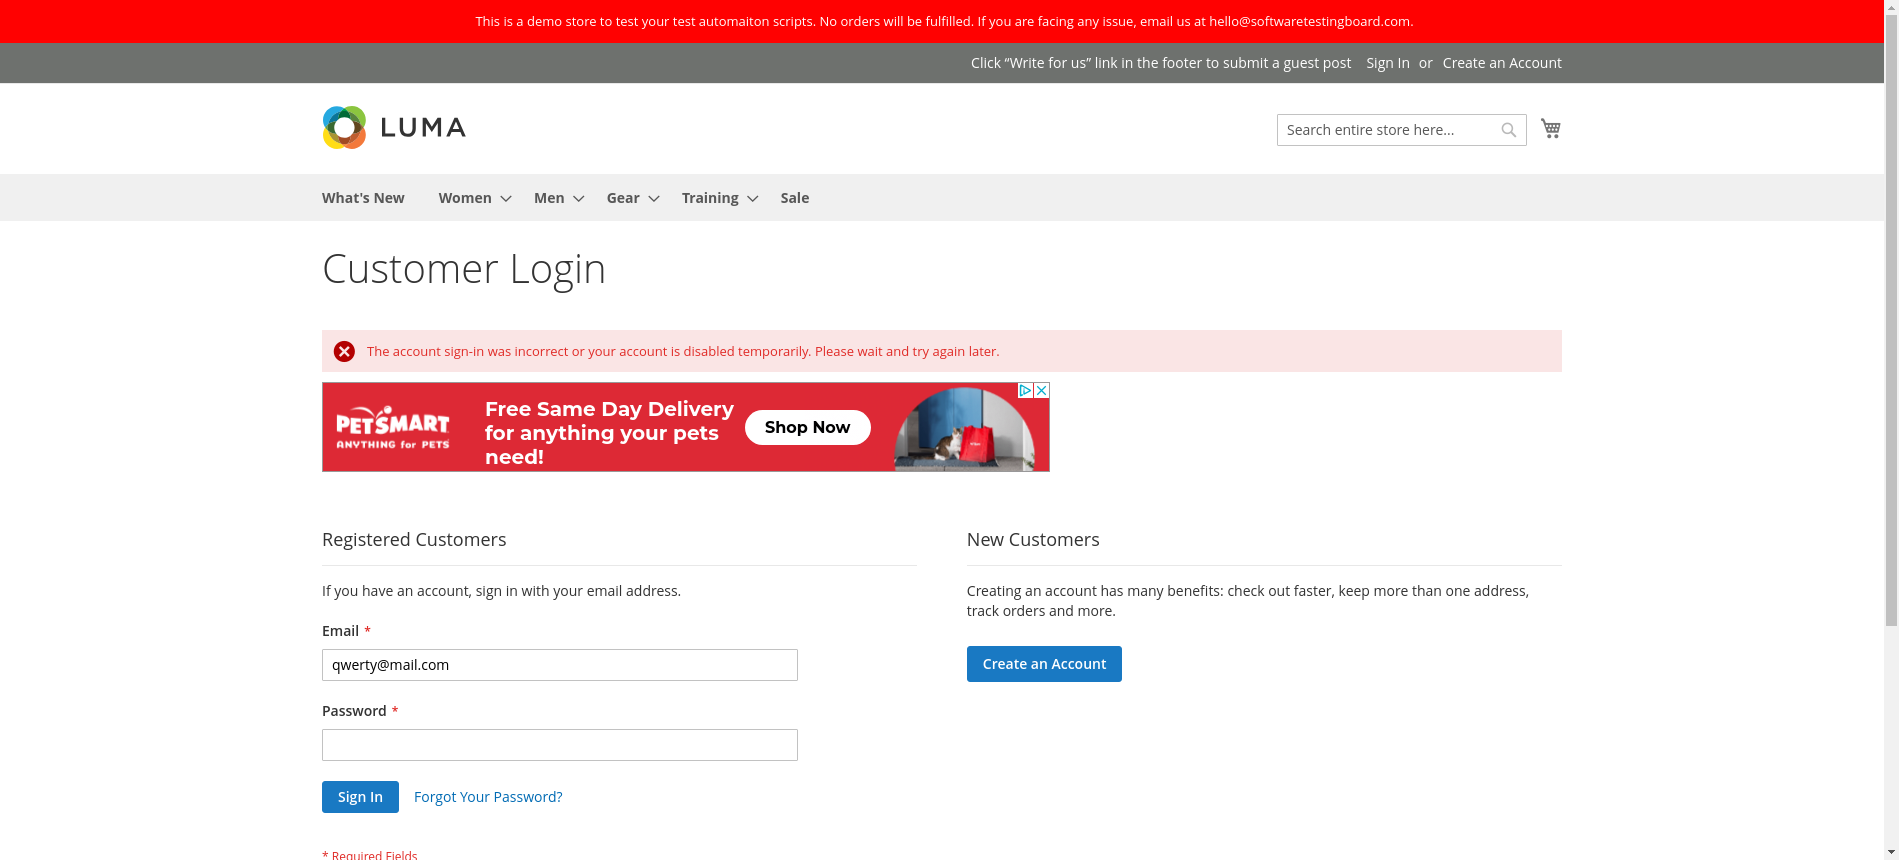 This is a demo store to test your test automaiton scripts. No orders will be fulfilled. If you are facing any issue, email us at hello@softwaretestingboard.com.
Click “Write for us” link in the footer to submit a guest post Sign In or Create an Account
LUMA
Search entire store here...
What's New Women Men Gear Training Sale
Customer Login
The account sign-in was incorrect or your account is disabled temporarily. Please wait and try again later.
PETSMART
ANYTHING for PETS
Free Same Day Delivery
for anything your pets
need!
Shop Now
Registered Customers
If you have an account, sign in with your email address.
Email *
qwerty@mail.com
Password *
Sign In Forgot Your Password?
* Required Fields
New Customers
Creating an account has many benefits: check out faster, keep more than one address,
track orders and more.
Create an Account